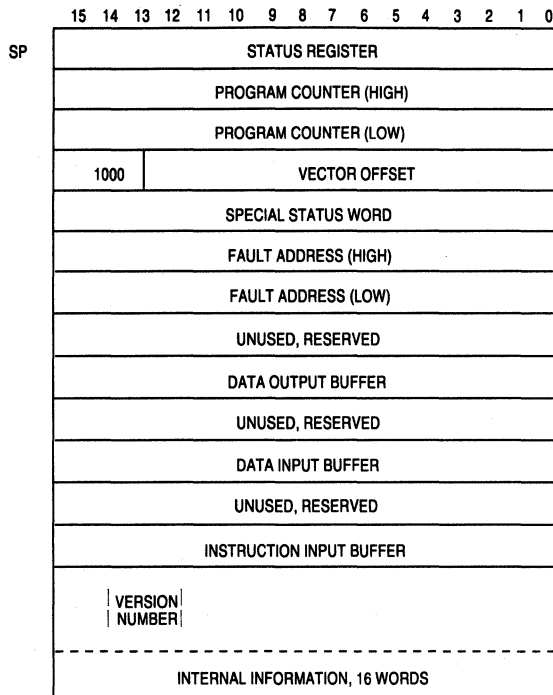 15 14 13 12 11 10 9 8 7 6 5 4 3 2 1 0
SP
STATUS REGISTER
PROGRAM COUNTER (HIGH)
PROGRAM COUNTER (LOW)
1000 VECTOR OFFSET
SPECIAL STATUS WORD
FAULT ADDRESS (HIGH)
FAULT ADDRESS (LOW)
UNUSED, RESERVED
DATA OUTPUT BUFFER
UNUSED, RESERVED
DATA INPUT BUFFER
UNUSED, RESERVED
INSTRUCTION INPUT BUFFER
VERSION
NUMBER
INTERNAL INFORMATION, 16 WORDS